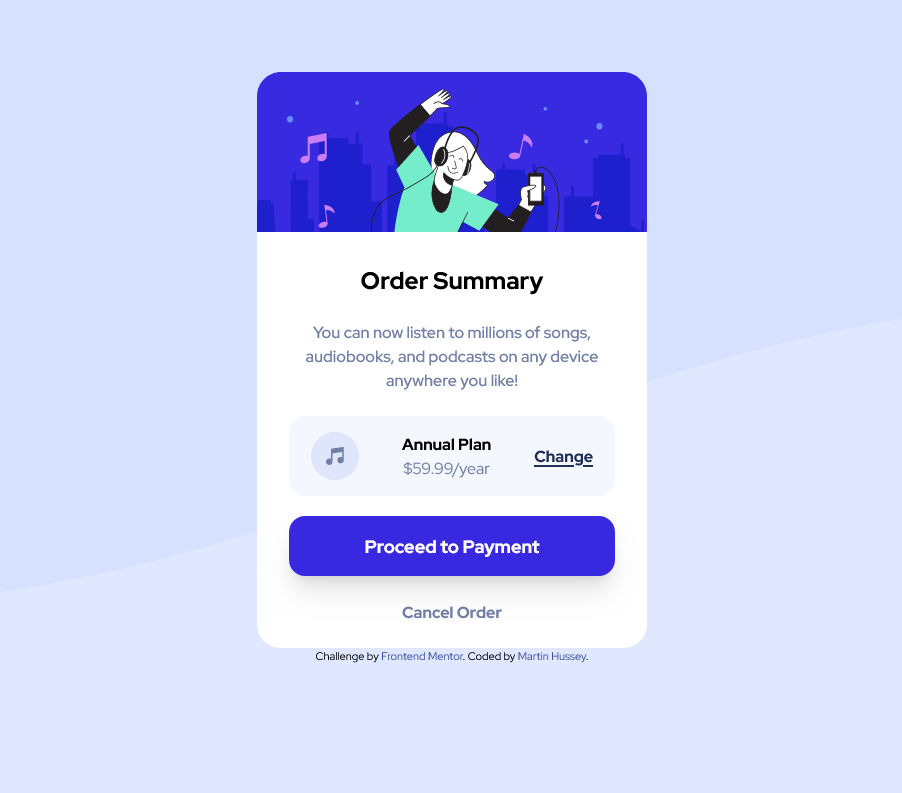 Order Summary
You can now listen to millions of songs,
audiobooks, and podcasts on any device
anywhere you like!
Annual Plan
$59.99/year
Change
Proceed to Payment
Cancel Order
Challenge by Frontend Mentor. Coded by Martin Hussey.